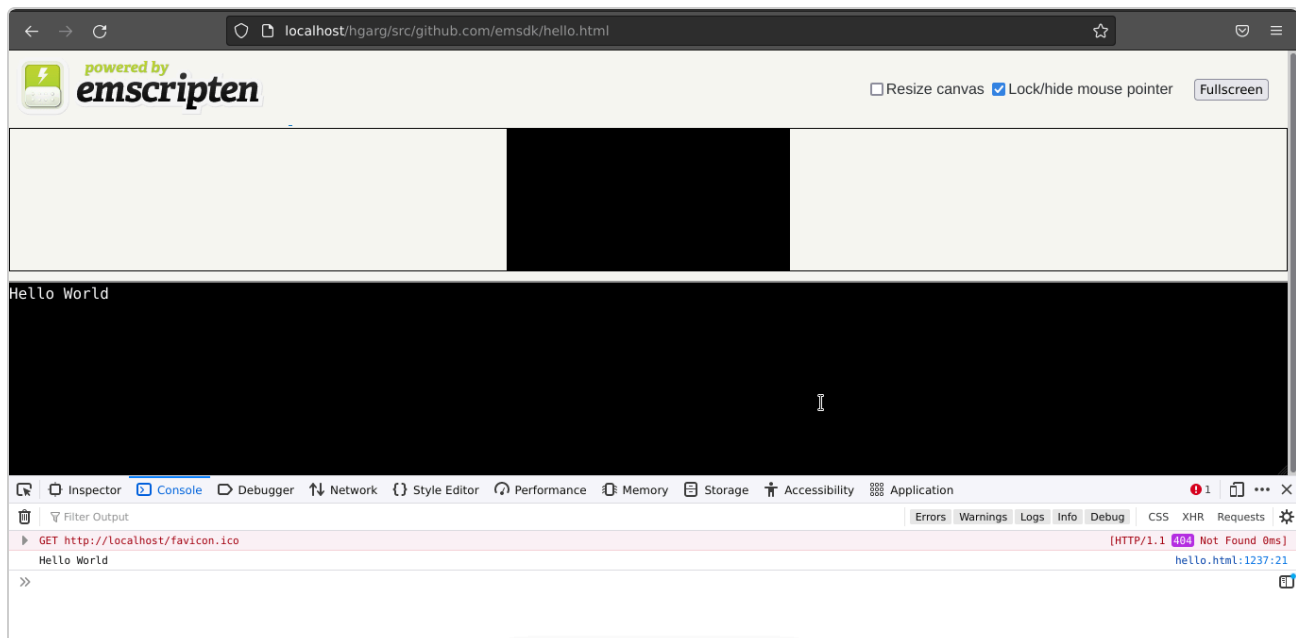 localhost/hgarg/src/github.com/emsdk/hello.html
powered by
emscripten
Resize canvas Lock/hide mouse pointer Fullscreen
Hello World
Inspector Console Debugger Network {} Style Editor Performance Memory Storage Accessibility Application 1
Filter Output Errors Warnings Logs Info Debug CSS XHR Requests
GET http://localhost/favicon.ico [HTTP/1.1 404 Not Found 0ms]
Hello World hello.html:1237:21